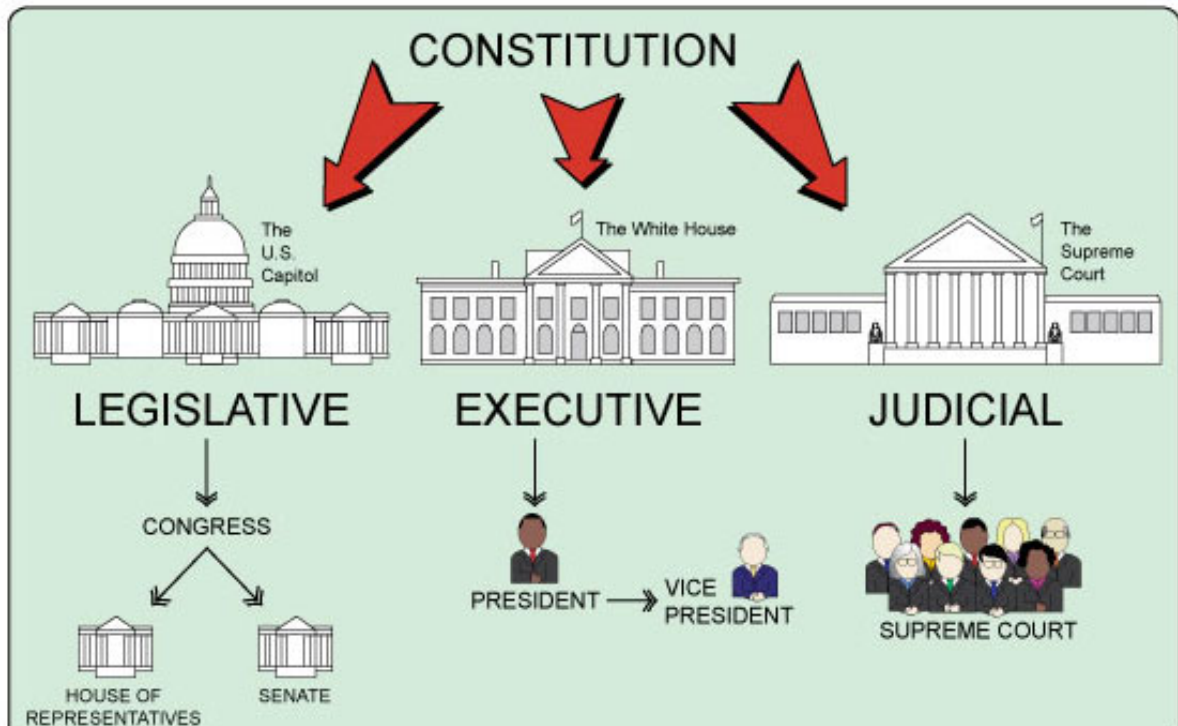 CONSTITUTION
The
U.S.
Capitol
The White House
The
Supreme
Court
LEGISLATIVE
EXECUTIVE
JUDICIAL
CONGRESS
PRESIDENT
VICE
PRESIDENT
SUPREME COURT
HOUSE OF
REPRESENTATIVES
SENATE